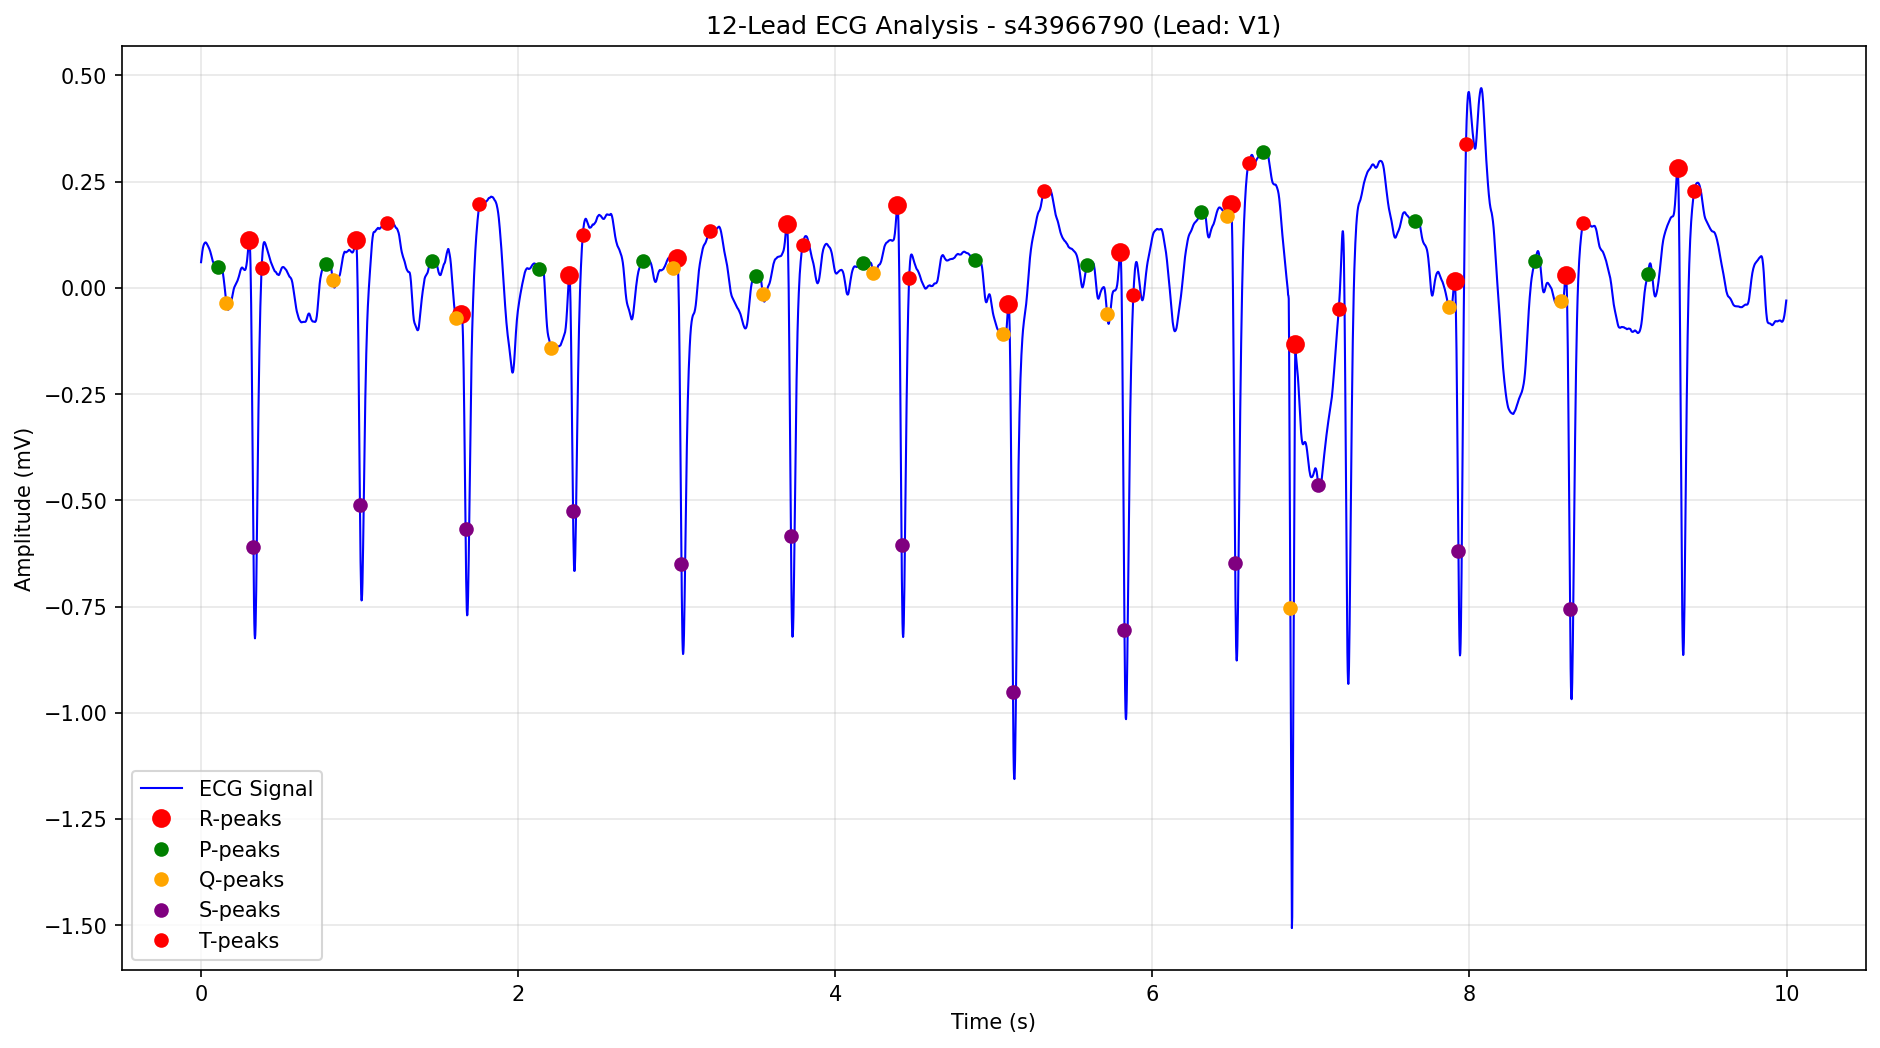 12-Lead ECG Analysis - s43966790 (Lead: V1)
0.50
0.25
0.00
−0.25
−0.50
−0.75
−1.00
−1.25
−1.50
Amplitude (mV)
ECG Signal
R-peaks
P-peaks
Q-peaks
S-peaks
T-peaks
0 2 4 6 8 10
Time (s)